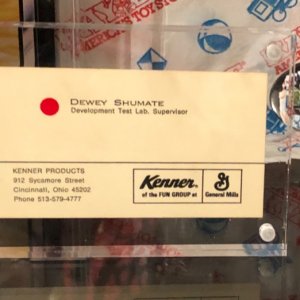 DEWEY SHUMATE
Development Test Lab. Supervisor
KENNER PRODUCTS
912 Sycamore Street
Cincinnati, Ohio 45202
Phone 513-579-4777
Kenner
of the FUN GROUP at
G
General Mills